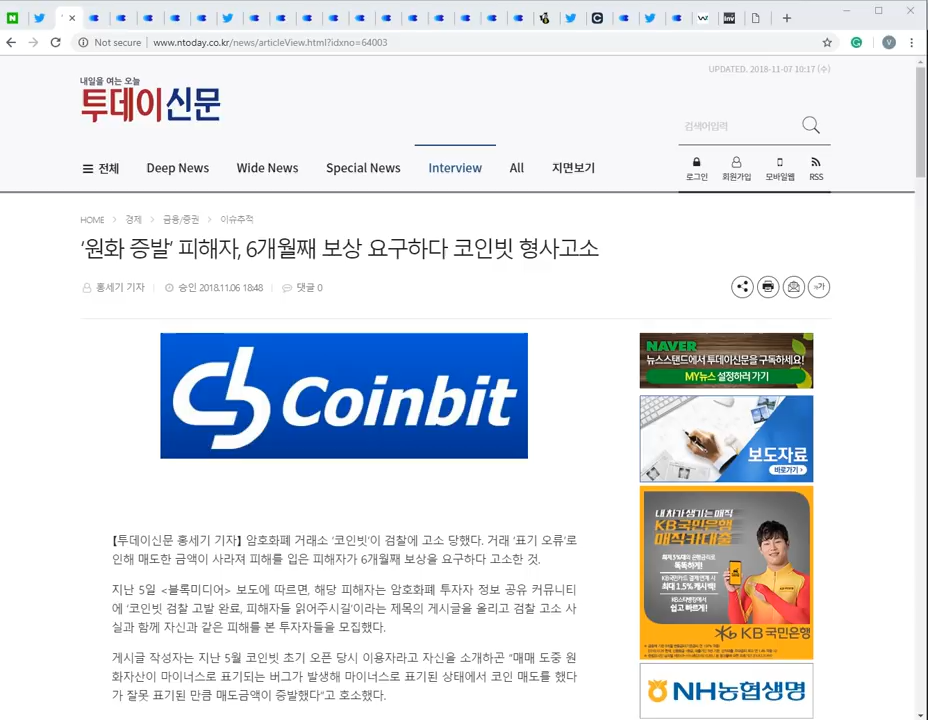 Not secure | www.ntoday.co.kr/news/articleView.html?idxno=64003
UPDATED. 2018-11-07 10:17 (수)
내일을 여는 오늘
투데이신문
검색어입력
전체 Deep News Wide News Special News Interview All 지면보기
로그인 회원가입 모바일웹 RSS
HOME > 경제 > 금융/증권 > 이슈추적
‘원화 증발’ 피해자, 6개월째 보상 요구하다 코인빗 형사고소
홍세기 기자 | 승인 2018.11.06 18:48 | 댓글 0
Coinbit
NAVER
뉴스스탠드에서 투데이신문을 구독하세요!
MY뉴스 설정하러 가기
보도자료
바로가기 >
내 차가 생기는 매직
KB국민은행
매직카대출
KB국민은행
NH농협생명
【투데이신문 홍세기 기자】 암호화폐 거래소 ‘코인빗’이 검찰에 고소 당했다. 거래 ‘표기 오류’로
인해 매도한 금액이 사라져 피해를 입은 피해자가 6개월째 보상을 요구하다 고소한 것.
지난 5일 <블록미디어> 보도에 따르면, 해당 피해자는 암호화폐 투자자 정보 공유 커뮤니티
에 ‘코인빗 검찰 고발 완료, 피해자들 읽어주시길’이라는 제목의 게시글을 올리고 검찰 고소 사
실과 함께 자신과 같은 피해를 본 투자자들을 모집했다.
게시글 작성자는 지난 5월 코인빗 초기 오픈 당시 이용자라고 자신을 소개하곤 “매매 도중 원
화자산이 마이너스로 표기되는 버그가 발생해 마이너스로 표기된 상태에서 코인 매도를 했다
가 잘못 표기된 만큼 매도금액이 증발했다”고 호소했다.